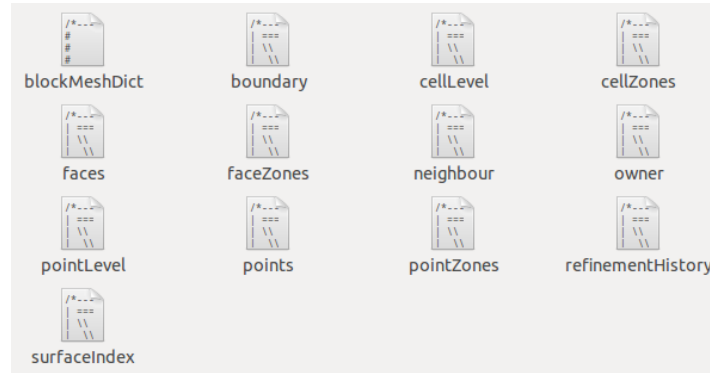 blockMeshDict boundary cellLevel cellZones
faces faceZones neighbour owner
pointLevel points pointZones refinementHistory
surfaceIndex